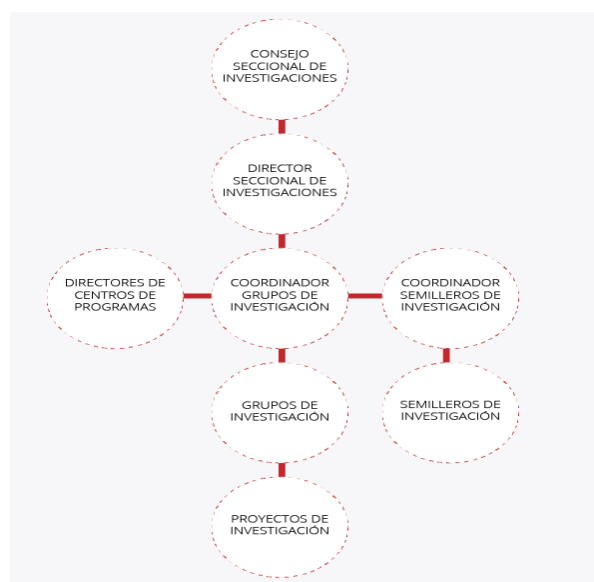 CONSEJO
SECCIONAL DE
INVESTIGACIONES
DIRECTOR
SECCIONAL DE
INVESTIGACIONES
DIRECTORES DE
CENTROS DE
PROGRAMAS
COORDINADOR
GRUPOS DE
INVESTIGACIÓN
COORDINADOR
SEMILLEROS DE
INVESTIGACIÓN
GRUPOS DE
INVESTIGACIÓN
SEMILLEROS DE
INVESTIGACIÓN
PROYECTOS DE
INVESTIGACIÓN